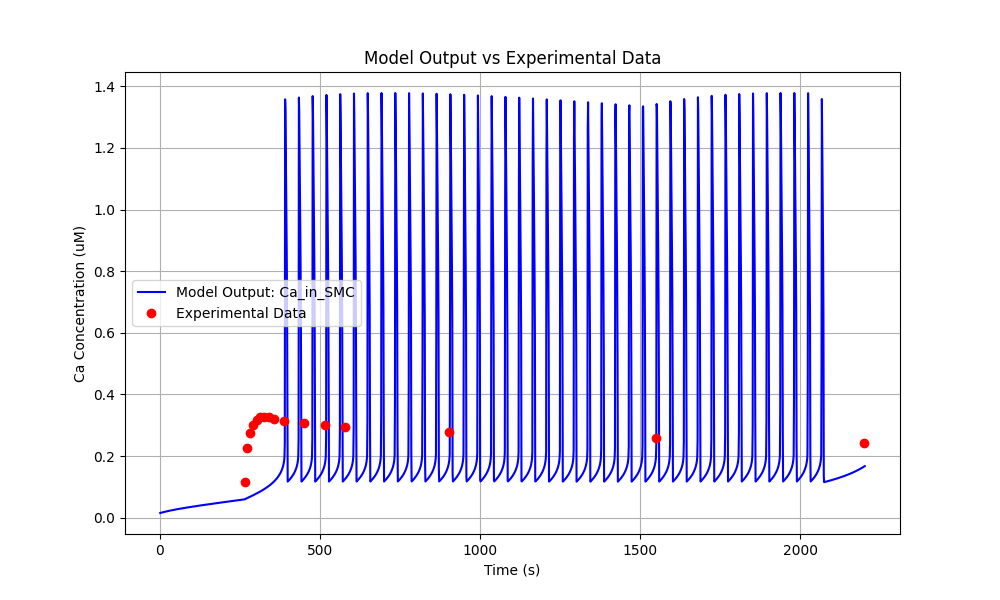 Model Output vs Experimental Data
Ca Concentration (uM)
1.4
1.2
1.0
0.8
0.6
0.4
0.2
0.0
Model Output: Ca_in_SMC
Experimental Data
0 500 1000 1500 2000
Time (s)